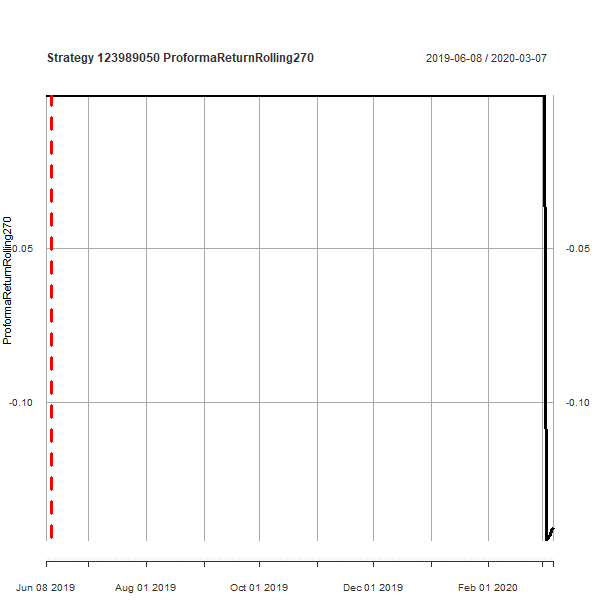 Strategy 123989050 ProformaReturnRolling270
2019-06-08 / 2020-03-07
ProformaReturnRolling270
-0.05
-0.05
-0.10
-0.10
Jun 08 2019
Aug 01 2019
Oct 01 2019
Dec 01 2019
Feb 01 2020